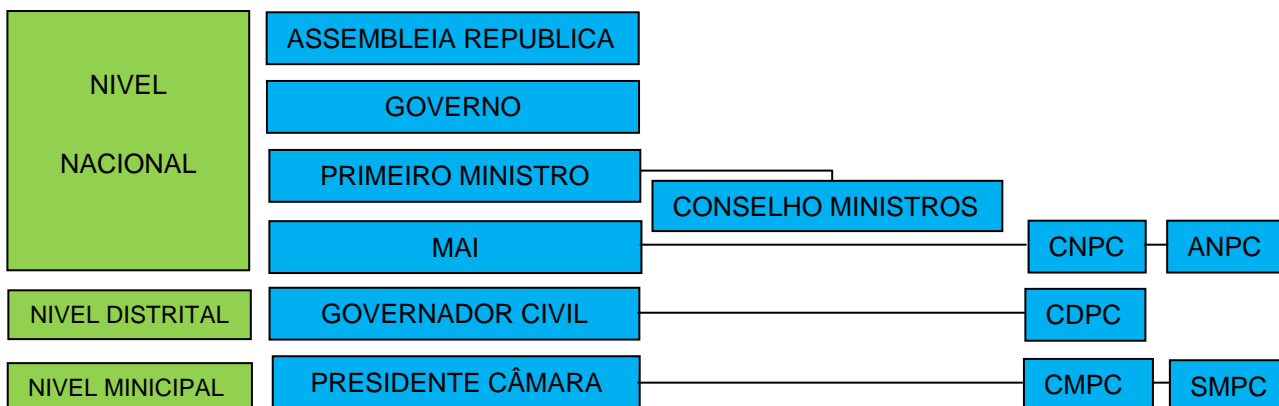 NIVEL
NACIONAL
ASSEMBLEIA REPUBLICA
GOVERNO
PRIMEIRO MINISTRO
CONSELHO MINISTROS
MAI
CNPC
ANPC
NIVEL DISTRITAL
GOVERNADOR CIVIL
CDPC
NIVEL MINICIPAL
PRESIDENTE CÂMARA
CMPC
SMPC